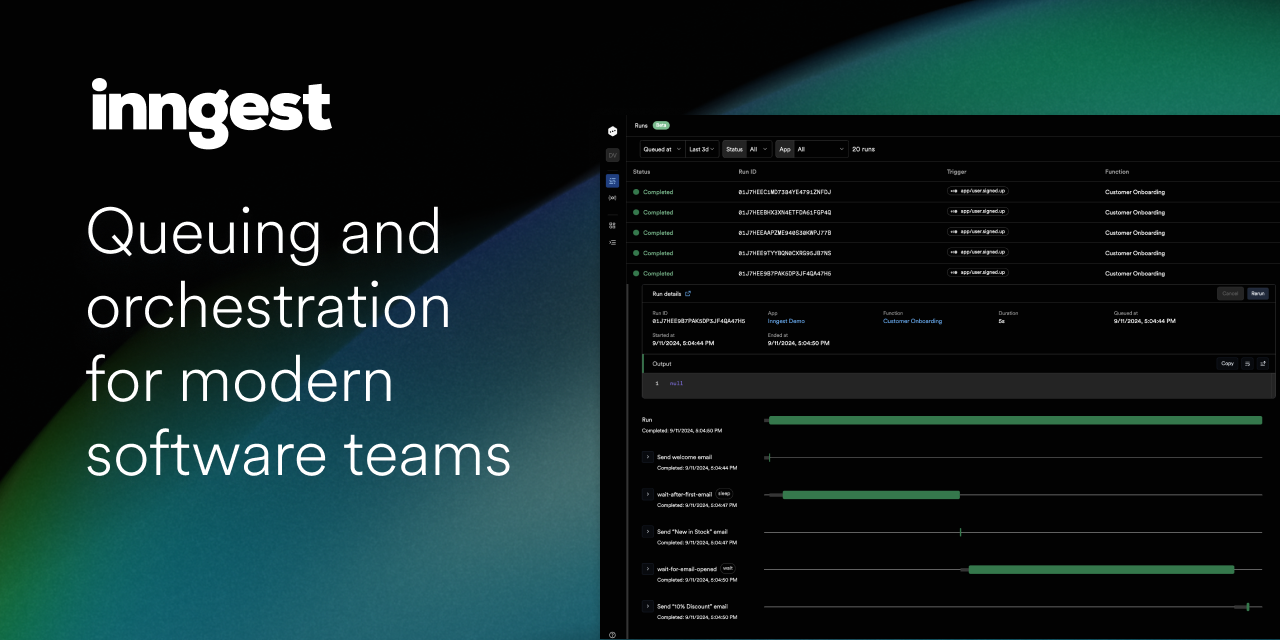 inngest
Queuing and
orchestration
for modern
software teams
Runs Beta
Queued at Last 3d Status All App All 20 runs
Status Run ID Trigger Function
Completed app/user.signed.up Customer Onboarding
Completed app/user.signed.up Customer Onboarding
Completed app/user.signed.up Customer Onboarding
Completed app/user.signed.up Customer Onboarding
Completed 01J7HEE9B7PAK5DP3JF4QA47H5 app/user.signed.up Customer Onboarding
Run details Cancel Rerun
Run ID App Function Duration Queued at
01J7HEE9B7PAK5DP3JF4QA47H5 Inngest Demo Customer Onboarding 5s 9/11/2024, 5:04:44 PM
Started at Ended at
9/11/2024, 5:04:44 PM 9/11/2024, 5:04:50 PM
Output Copy
1 null
Run
Completed: 9/11/2024, 5:04:50 PM
Send welcome email
Completed: 9/11/2024, 5:04:44 PM
wait-after-first-email sleep
Completed: 9/11/2024, 5:04:47 PM
Send "New in Stock" email
Completed: 9/11/2024, 5:04:47 PM
wait-for-email-opened wait
Completed: 9/11/2024, 5:04:50 PM
Send "10% Discount" email
Completed: 9/11/2024, 5:04:50 PM